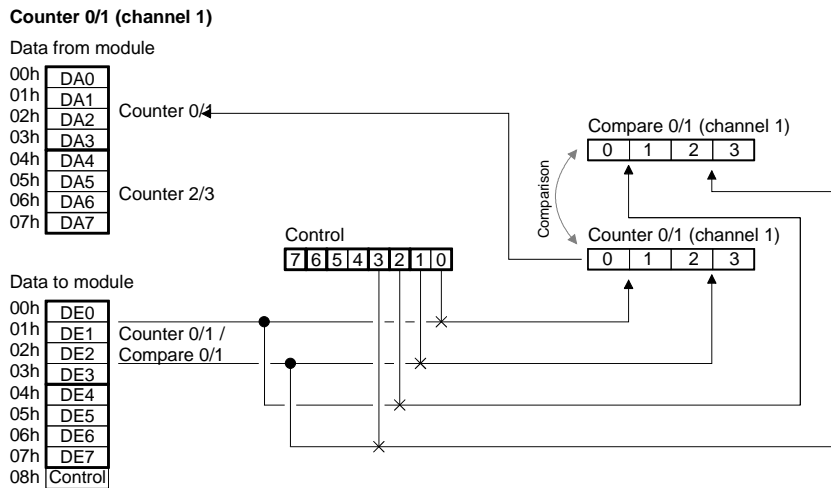 Counter 0/1 (channel 1)
Data from module
00h DA0
01h DA1
02h DA2
03h DA3
04h DA4
05h DA5
06h DA6
07h DA7
Counter 0/1
Counter 2/3
Compare 0/1 (channel 1)
0 1 2 3
Comparison
Counter 0/1 (channel 1)
0 1 2 3
Control
7 6 5 4 3 2 1 0
Data to module
00h DE0
01h DE1
02h DE2
03h DE3
04h DE4
05h DE5
06h DE6
07h DE7
08h Control
Counter 0/1 /
Compare 0/1